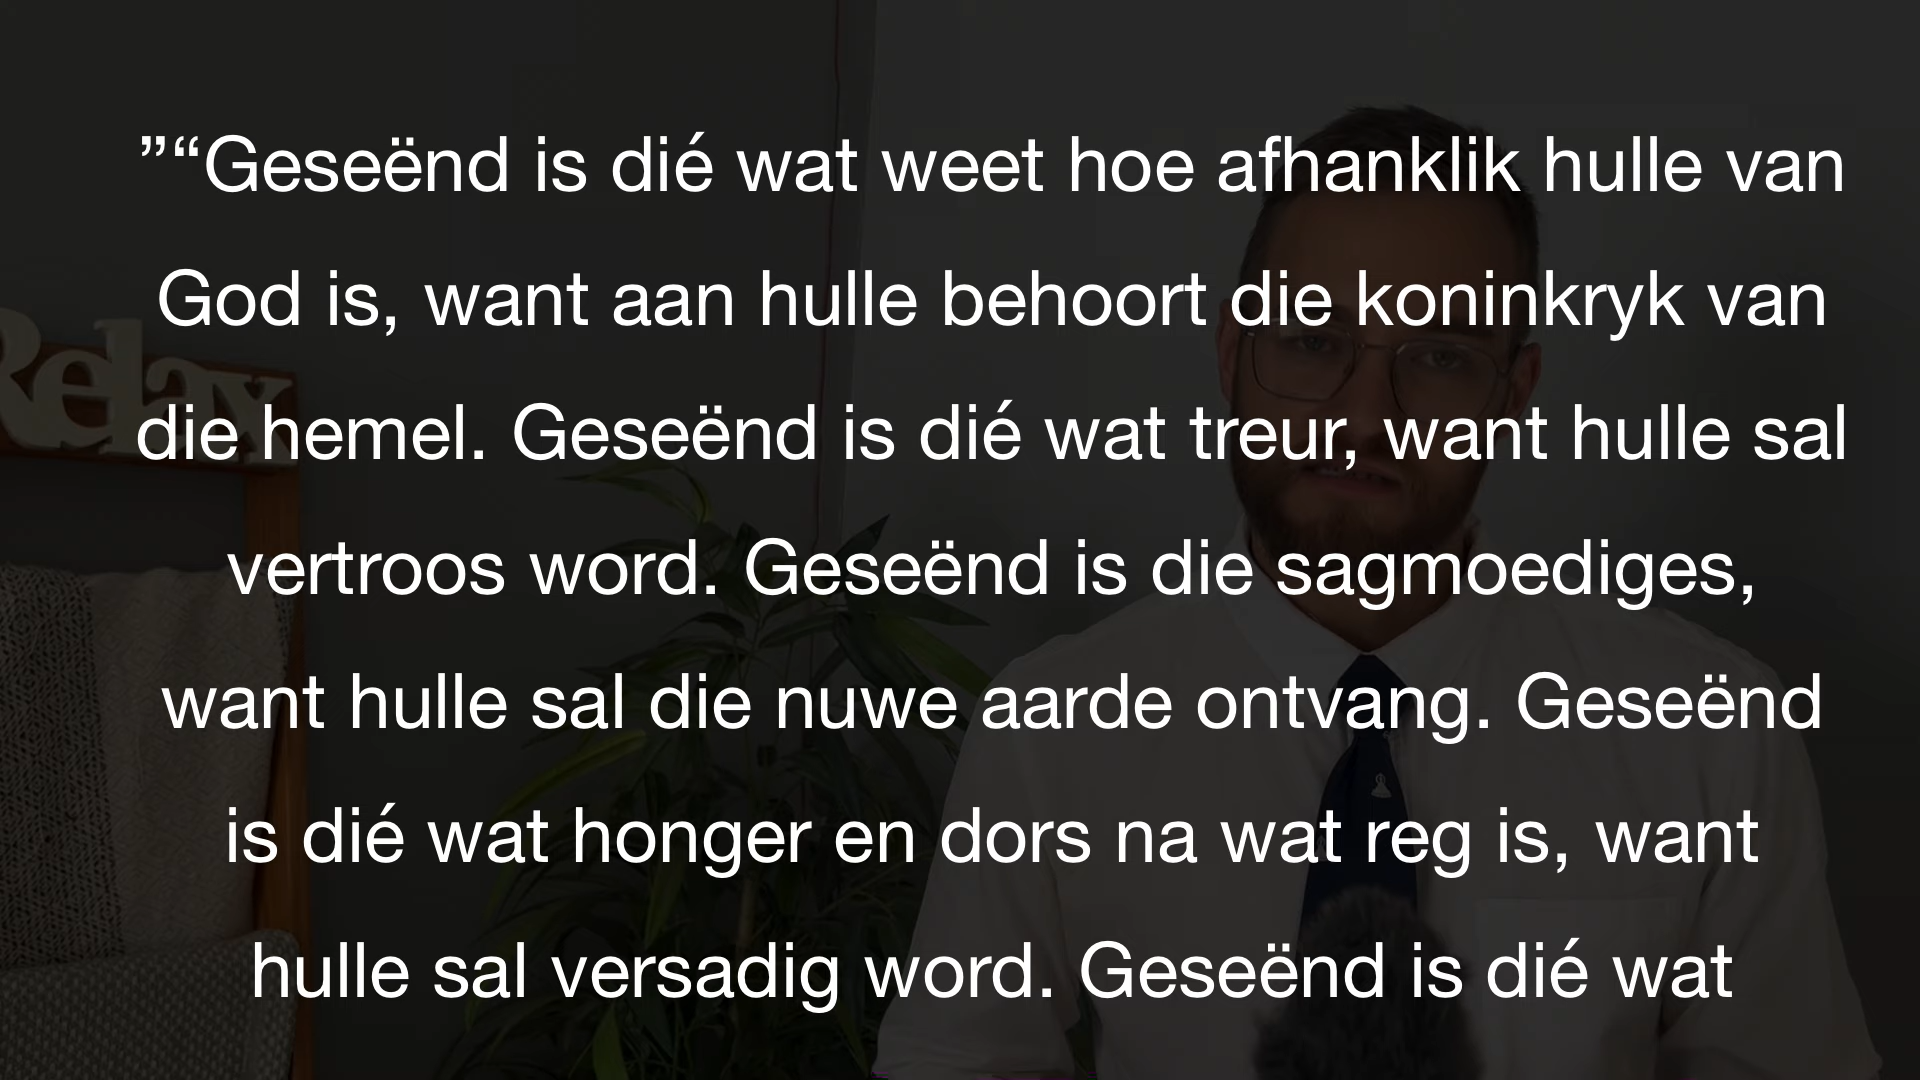 ”“Geseënd is dié wat weet hoe afhanklik hulle van
God is, want aan hulle behoort die koninkryk van
die hemel. Geseënd is dié wat treur, want hulle sal
vertroos word. Geseënd is die sagmoediges,
want hulle sal die nuwe aarde ontvang. Geseënd
is dié wat honger en dors na wat reg is, want
hulle sal versadig word. Geseënd is dié wat
Relax